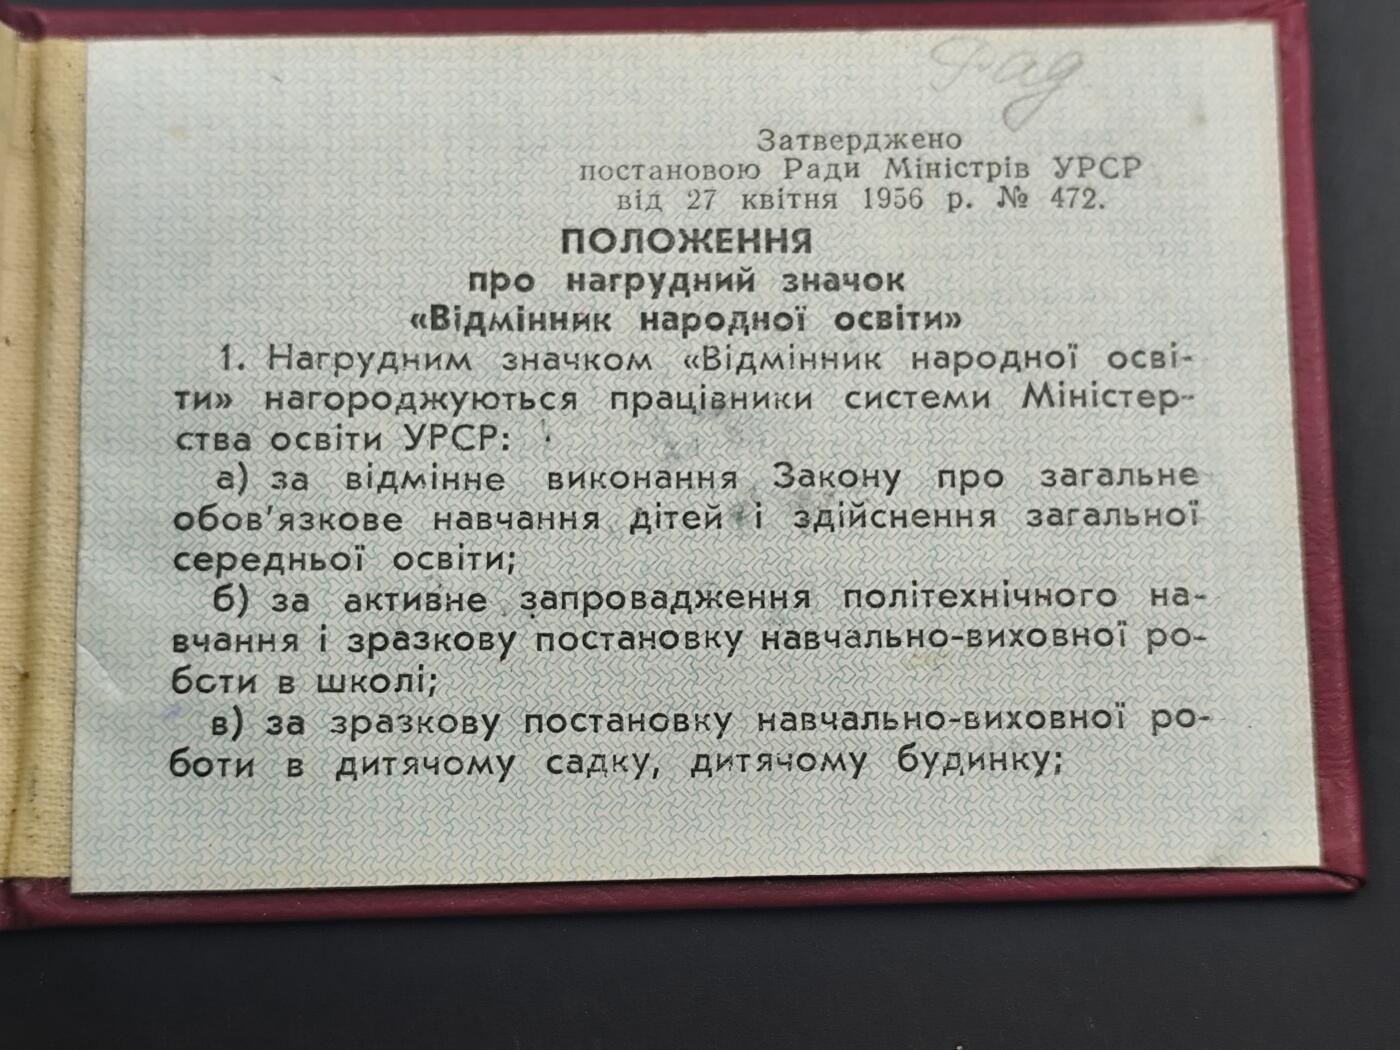 Затверджено
постановою Ради Міністрів УРСР
від 27 квітня 1956 р. № 472.
ПОЛОЖЕННЯ
про нагрудний значок
«Відмінник народної освіти»
1. Нагрудним значком «Відмінник народної осві-
ти» нагороджуються працівники системи Міністер-
ства освіти УРСР:
а) за відмінне виконання Закону про загальне
обов'язкове навчання дітей і здійснення загальної
середньої освіти;
б) за активне запровадження політехнічного на-
вчання і зразкову постановку навчально-виховної ро-
боти в школі;
в) за зразкову постановку навчально-виховної ро-
боти в дитячому садку, дитячому будинку;